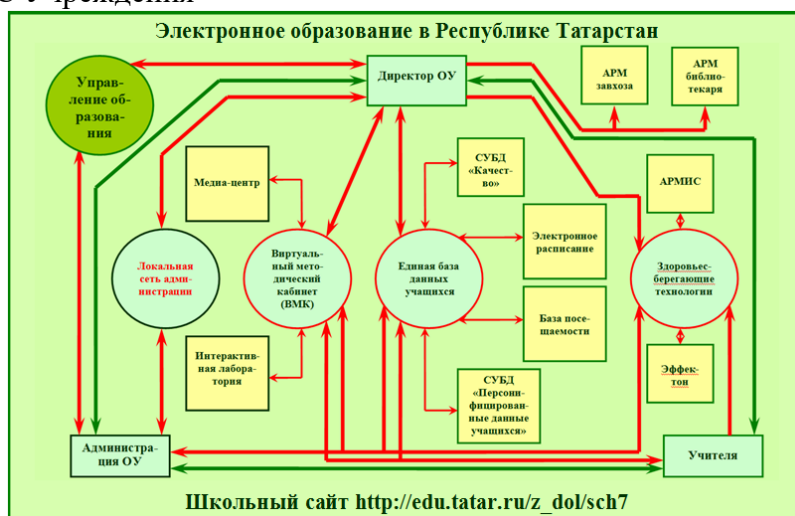 С Учреждения
Электронное образование в Республике Татарстан
Управ-
ление об-
разова-
ния
Директор ОУ
АРМ
завхоза
АРМ
библио-
текаря
Медиа-центр
СУБД
«Качест-
во»
АРМИС
Электронное
расписание
Локальная
сеть адми-
нистрации
Виртуаль-
ный мето-
дический
кабинет
(ВМК)
Единая база
данных
учащихся
Здоровьес-
берегающие
технологии
База посе-
щаемости
Интерактив-
ная лабора-
тория
СУБД
«Персони-
фицирован-
ные данные
учащихся»
Эффек-
тон
Администра-
ция ОУ
Учителя
Школьный сайт http://edu.tatar.ru/z_dol/sch7